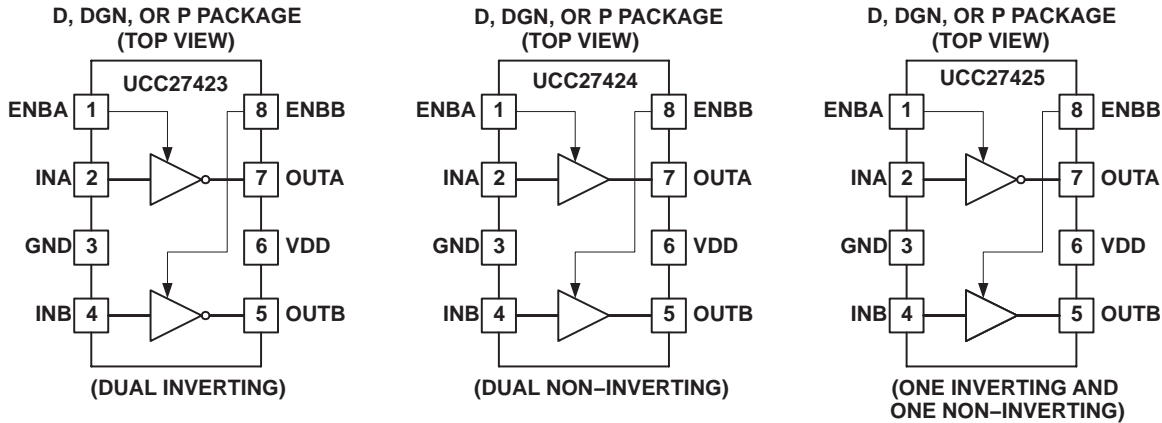 D, DGN, OR P PACKAGE
(TOP VIEW)
UCC27423
ENBA 1 8 ENBB
INA 2 7 OUTA
GND 3 6 VDD
INB 4 5 OUTB
(DUAL INVERTING)
D, DGN, OR P PACKAGE
(TOP VIEW)
UCC27424
ENBA 1 8 ENBB
INA 2 7 OUTA
GND 3 6 VDD
INB 4 5 OUTB
(DUAL NON–INVERTING)
D, DGN, OR P PACKAGE
(TOP VIEW)
UCC27425
ENBA 1 8 ENBB
INA 2 7 OUTA
GND 3 6 VDD
INB 4 5 OUTB
(ONE INVERTING AND
ONE NON–INVERTING)